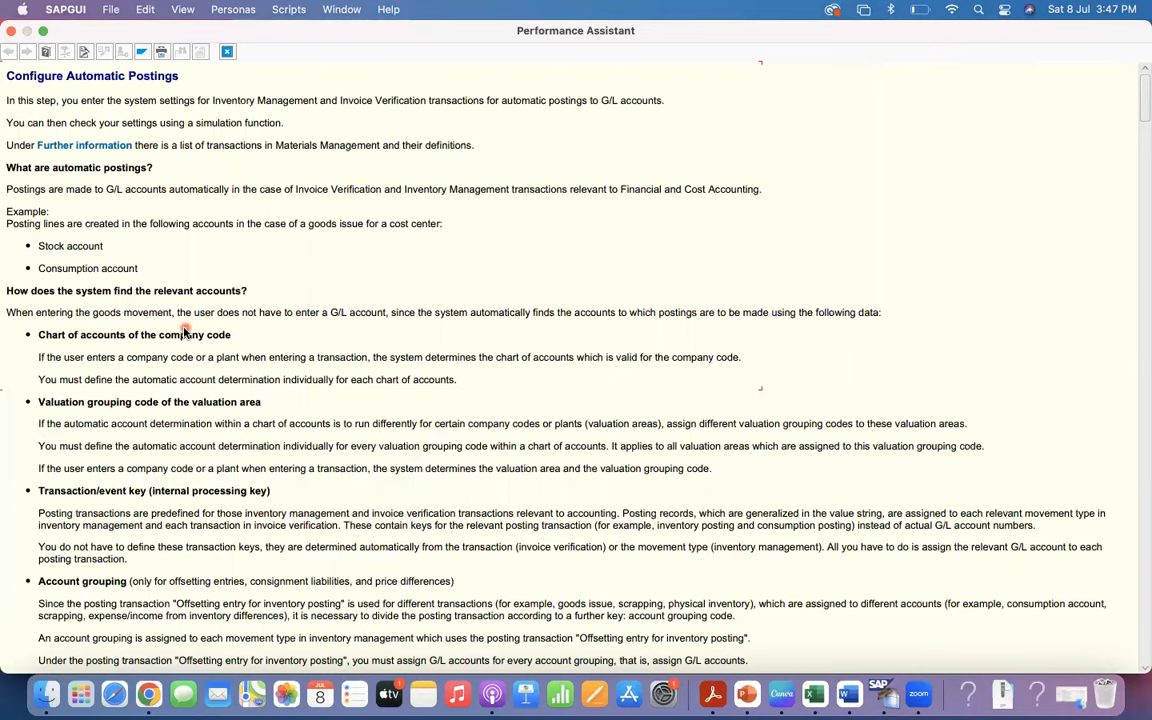 SAPGUI File Edit View Personas Scripts Window Help Sat 8 Jul 3:47 PM
Performance Assistant
Configure Automatic Postings
In this step, you enter the system settings for Inventory Management and Invoice Verification transactions for automatic postings to G/L accounts.
You can then check your settings using a simulation function.
Under Further information there is a list of transactions in Materials Management and their definitions.
What are automatic postings?
Postings are made to G/L accounts automatically in the case of Invoice Verification and Inventory Management transactions relevant to Financial and Cost Accounting.
Example:
Posting lines are created in the following accounts in the case of a goods issue for a cost center:
• Stock account
• Consumption account
How does the system find the relevant accounts?
When entering the goods movement, the user does not have to enter a G/L account, since the system automatically finds the accounts to which postings are to be made using the following data:
• Chart of accounts of the company code
If the user enters a company code or a plant when entering a transaction, the system determines the chart of accounts which is valid for the company code.
You must define the automatic account determination individually for each chart of accounts.
• Valuation grouping code of the valuation area
If the automatic account determination within a chart of accounts is to run differently for certain company codes or plants (valuation areas), assign different valuation grouping codes to these valuation areas.
You must define the automatic account determination individually for every valuation grouping code within a chart of accounts. It applies to all valuation areas which are assigned to this valuation grouping code.
If the user enters a company code or a plant when entering a transaction, the system determines the valuation area and the valuation grouping code.
• Transaction/event key (internal processing key)
Posting transactions are predefined for those inventory management and invoice verification transactions relevant to accounting. Posting records, which are generalized in the value string, are assigned to each relevant movement type in
inventory management and each transaction in invoice verification. These contain keys for the relevant posting transaction (for example, inventory posting and consumption posting) instead of actual G/L account numbers.
You do not have to define these transaction keys, they are determined automatically from the transaction (invoice verification) or the movement type (inventory management). All you have to do is assign the relevant G/L account to each
posting transaction.
• Account grouping (only for offsetting entries, consignment liabilities, and price differences)
Since the posting transaction "Offsetting entry for inventory posting" is used for different transactions (for example, goods issue, scrapping, physical inventory), which are assigned to different accounts (for example, consumption account,
scrapping, expense/income from inventory differences), it is necessary to divide the posting transaction according to a further key: account grouping code.
An account grouping is assigned to each movement type in inventory management which uses the posting transaction "Offsetting entry for inventory posting".
Under the posting transaction "Offsetting entry for inventory posting", you must assign G/L accounts for every account grouping, that is, assign G/L accounts.